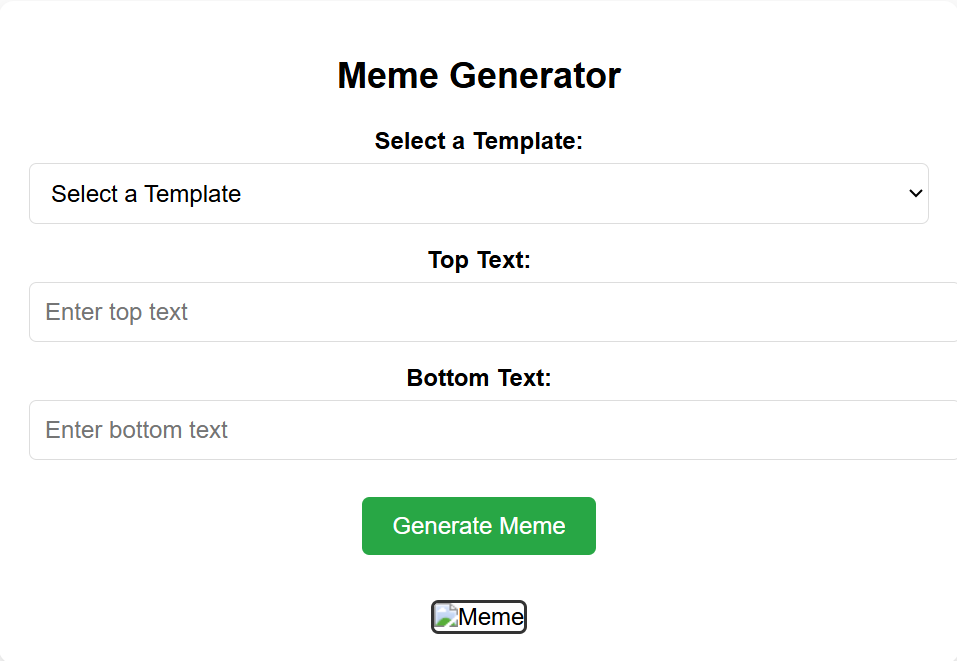 Meme Generator
Select a Template:
Select a Template
Top Text:
Enter top text
Bottom Text:
Enter bottom text
Generate Meme
Meme